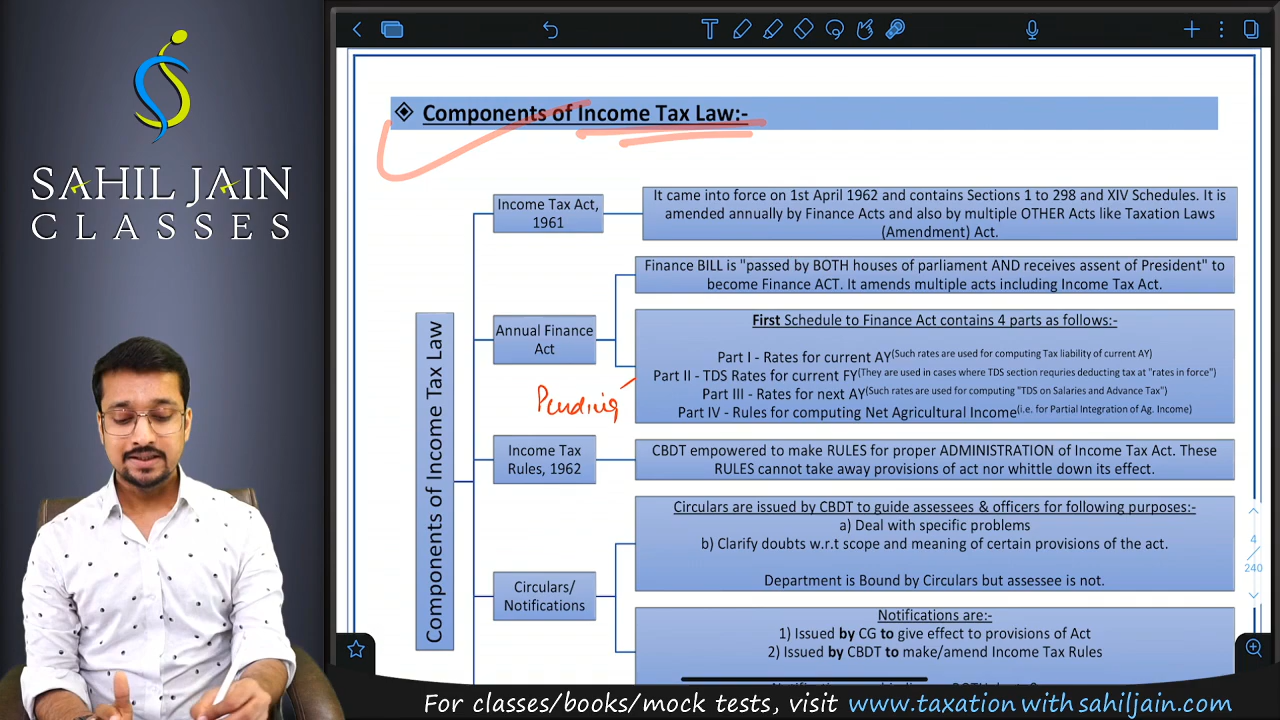 SAHIL JAIN
CLASSES
Components of Income Tax Law:-
Components of Income Tax Law
Income Tax Act,
1961
It came into force on 1st April 1962 and contains Sections 1 to 298 and XIV Schedules. It is
amended annually by Finance Acts and also by multiple OTHER Acts like Taxation Laws
(Amendment) Act.
Annual Finance
Act
Finance BILL is "passed by BOTH houses of parliament AND receives assent of President" to
become Finance ACT. It amends multiple acts including Income Tax Act.
First Schedule to Finance Act contains 4 parts as follows:-
Part I - Rates for current AY(Such rates are used for computing Tax liability of current AY)
Part II - TDS Rates for current FY(They are used in cases where TDS section requries deducting tax at "rates in force")
Part III - Rates for next AY(Such rates are used for computing "TDS on Salaries and Advance Tax")
Part IV - Rules for computing Net Agricultural Income(i.e. for Partial Integration of Ag. Income)
Pending
Income Tax
Rules, 1962
CBDT empowered to make RULES for proper ADMINISTRATION of Income Tax Act. These
RULES cannot take away provisions of act nor whittle down its effect.
Circulars/
Notifications
Circulars are issued by CBDT to guide assessees & officers for following purposes:-
a) Deal with specific problems
b) Clarify doubts w.r.t scope and meaning of certain provisions of the act.
Department is Bound by Circulars but assessee is not.
Notifications are:-
1) Issued by CG to give effect to provisions of Act
2) Issued by CBDT to make/amend Income Tax Rules
4
240
For classes/books/mock tests, visit www.taxationwithsahiljain.com